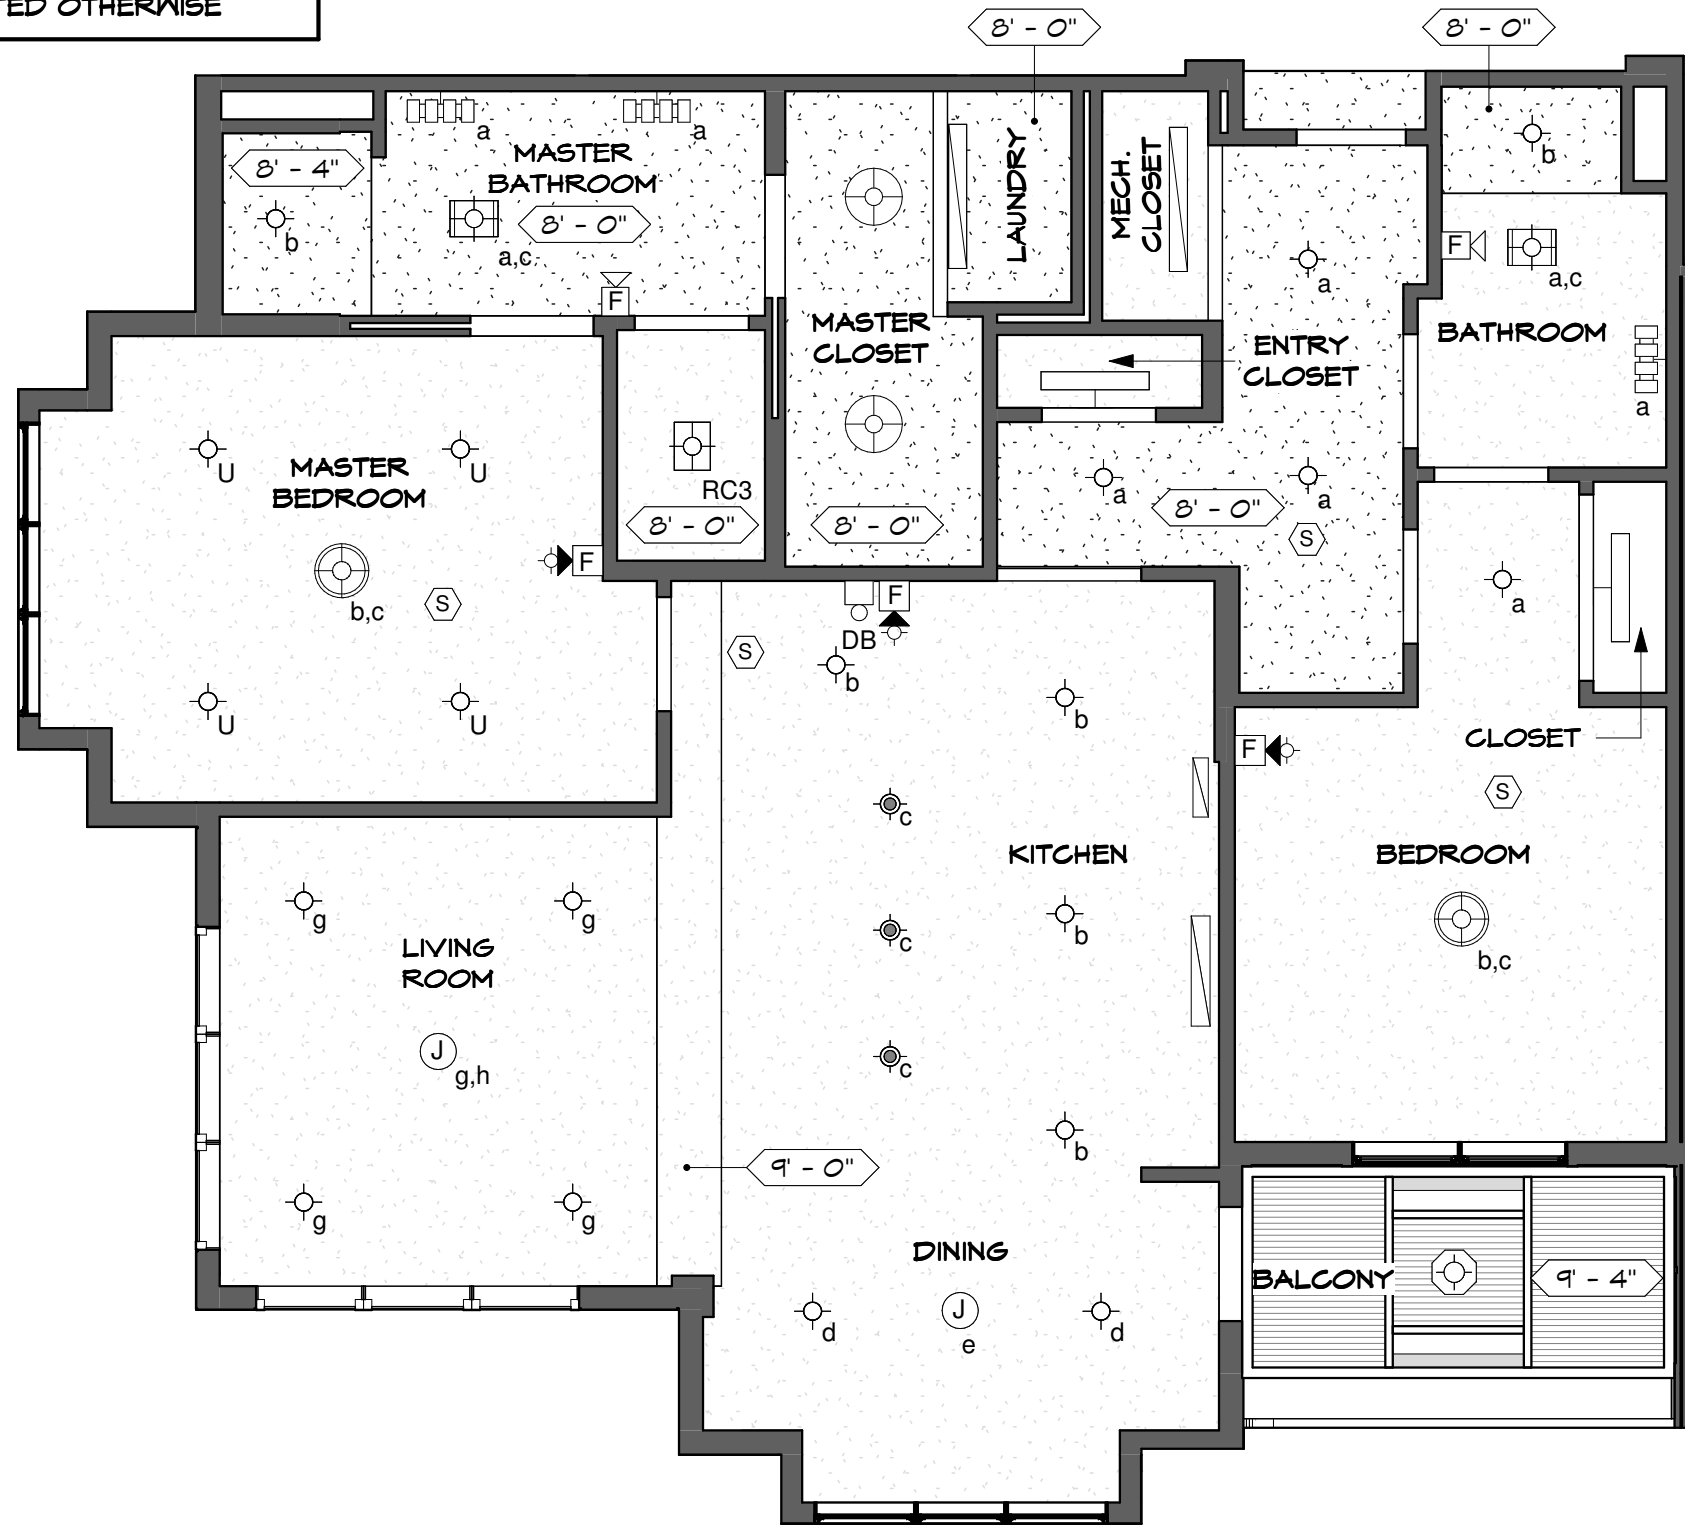 TED OTHERWISE
8' - 0"
8' - 0"
a
a
MASTER
BATHROOM
8' - 4"
8' - 0"
b
a,c
F
LAUNDRY
MECH.
CLOSET
b
F
a,c
a
BATHROOM
a
MASTER
CLOSET
ENTRY
CLOSET
U
U
MASTER
BEDROOM
RC3
8' - 0"
8' - 0"
a
a
8' - 0"
S
F
b,c
S
U
U
a
F
DB
S
b
b
CLOSET
F
S
c
KITCHEN
BEDROOM
g
g
LIVING
ROOM
c
b
b,c
J
g,h
c
b
9' - 0"
g
g
DINING
BALCONY
9' - 4"
d
J
e
d